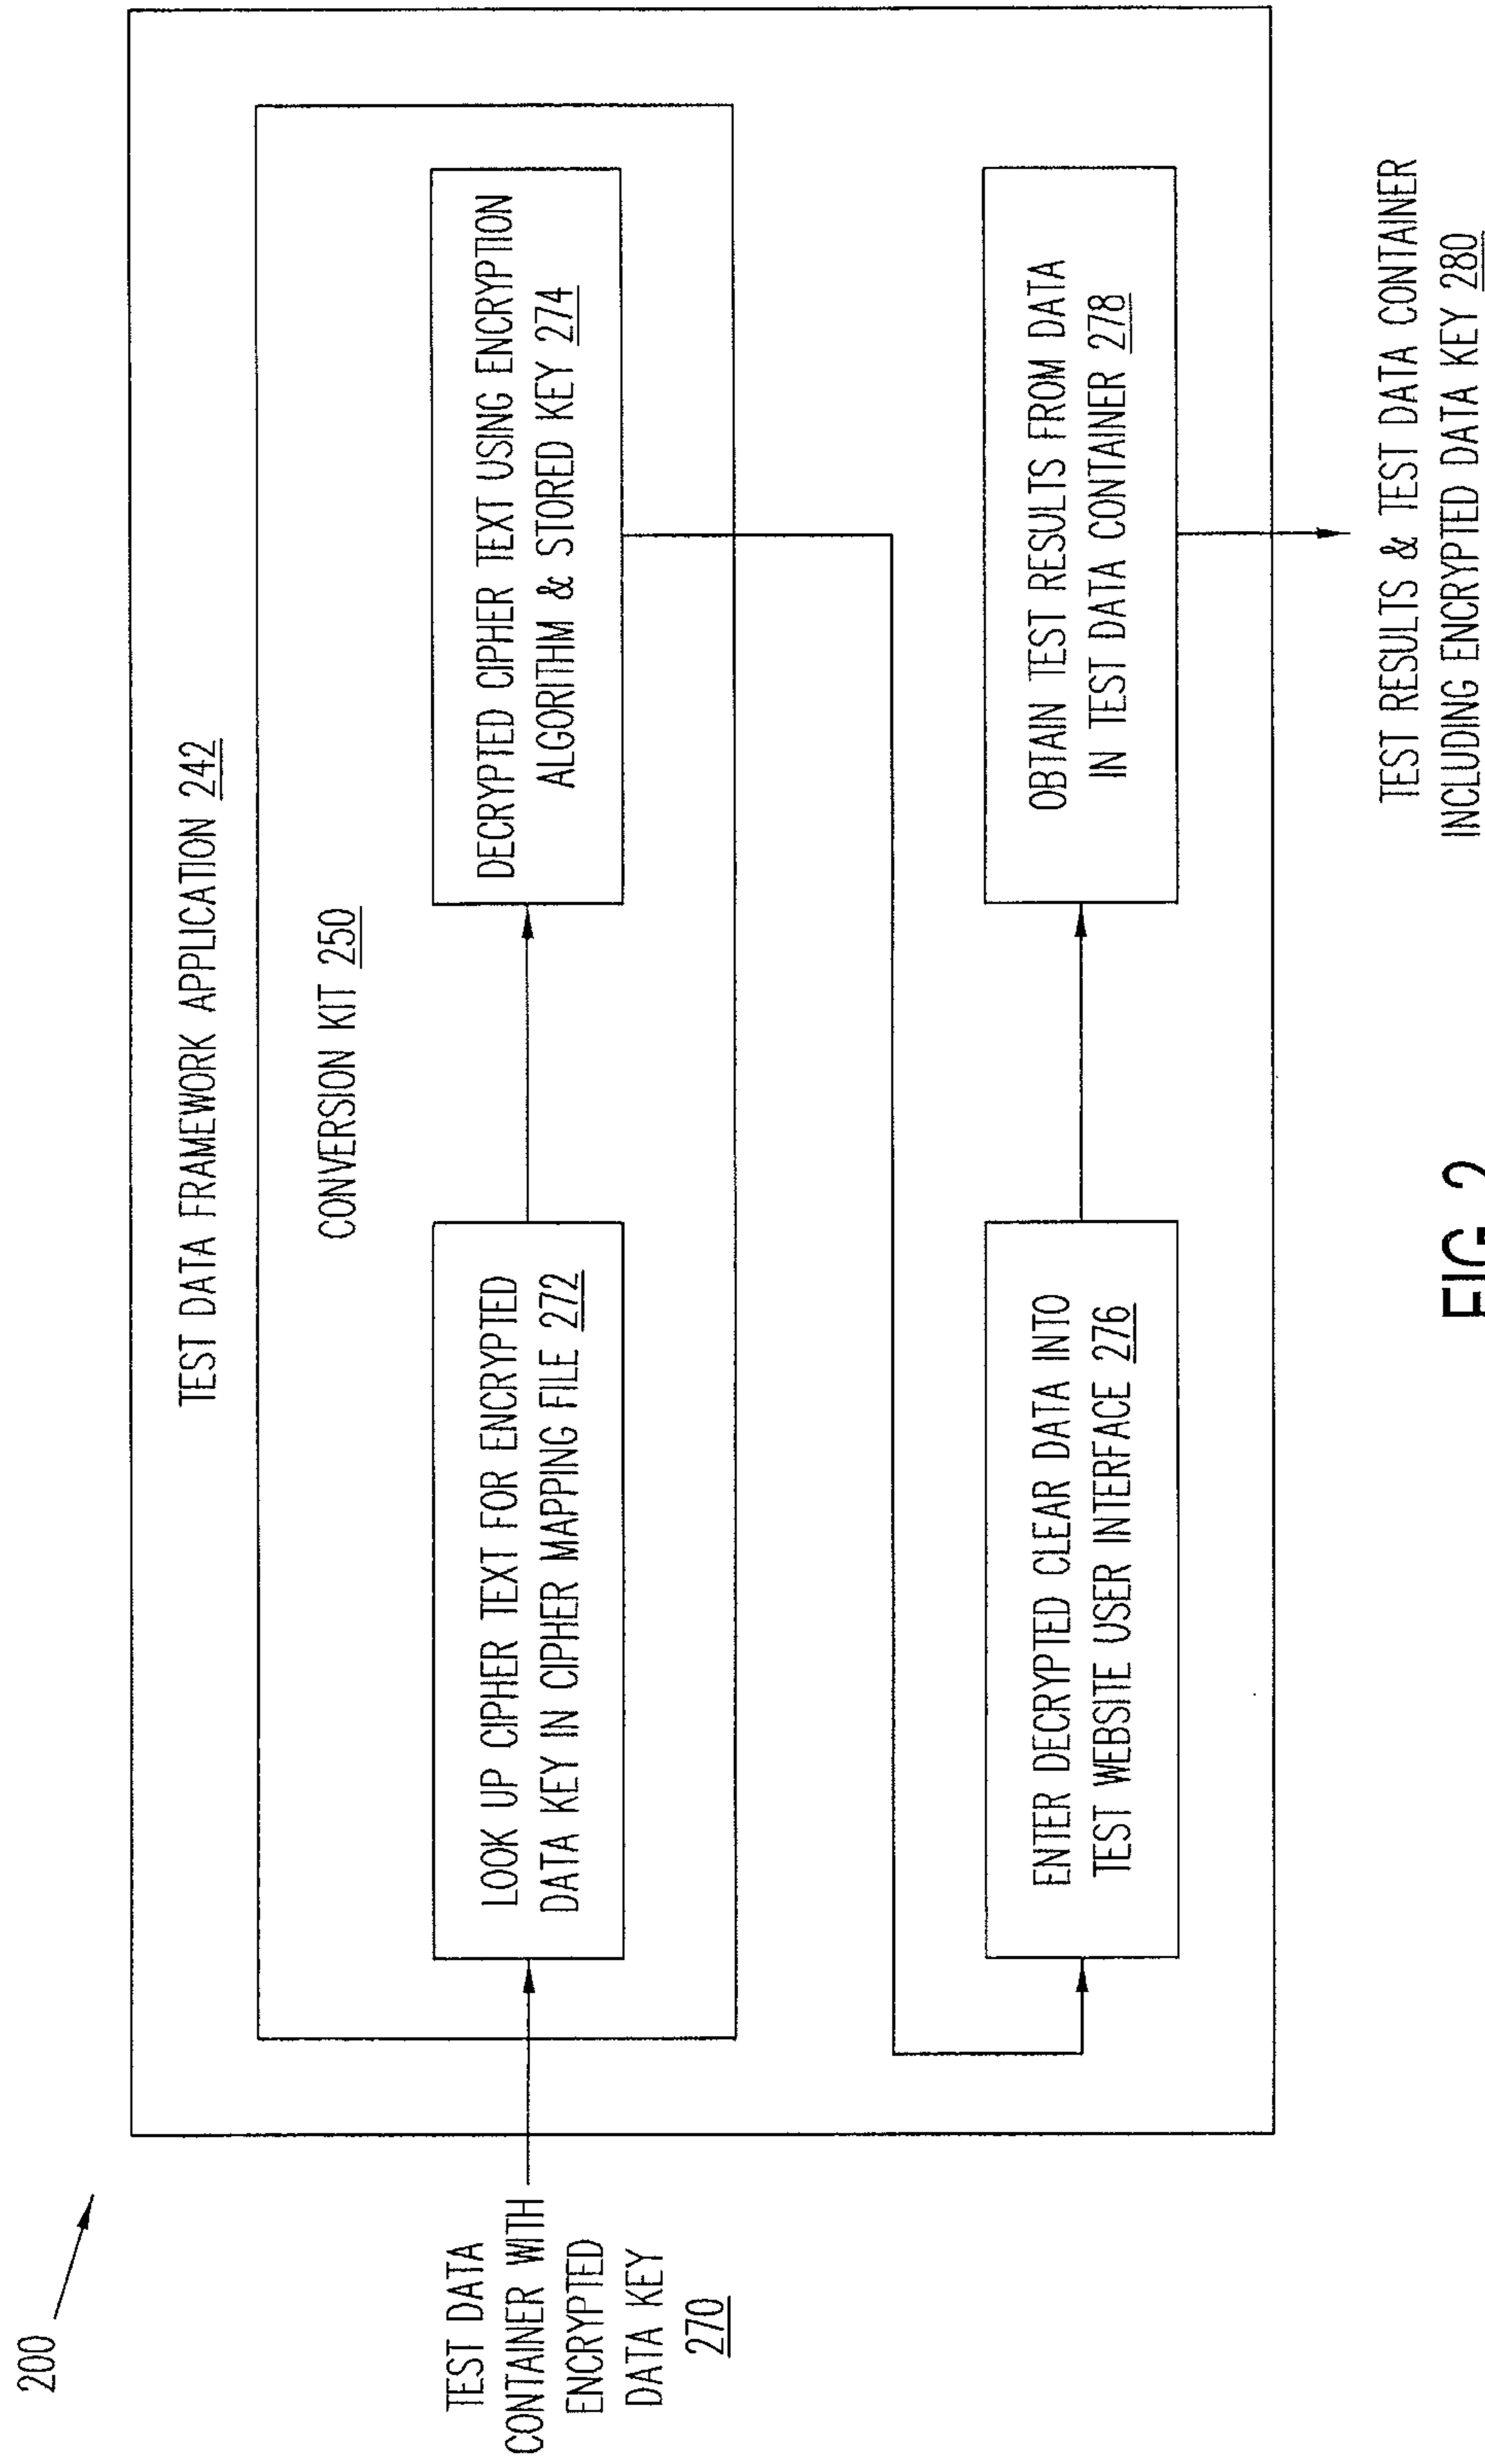 200
TEST DATA FRAMEWORK APPLICATION 242
CONVERSION KIT 250
TEST DATA
CONTAINER WITH
ENCRYPTED
DATA KEY
270
LOOK UP CIPHER TEXT FOR ENCRYPTED
DATA KEY IN CIPHER MAPPING FILE 272
DECRYPTED CIPHER TEXT USING ENCRYPTION
ALGORITHM & STORED KEY 274
ENTER DECRYPTED CLEAR DATA INTO
TEST WEBSITE USER INTERFACE 276
OBTAIN TEST RESULTS FROM DATA
IN TEST DATA CONTAINER 278
TEST RESULTS & TEST DATA CONTAINER
INCLUDING ENCRYPTED DATA KEY 280
FIG. 2